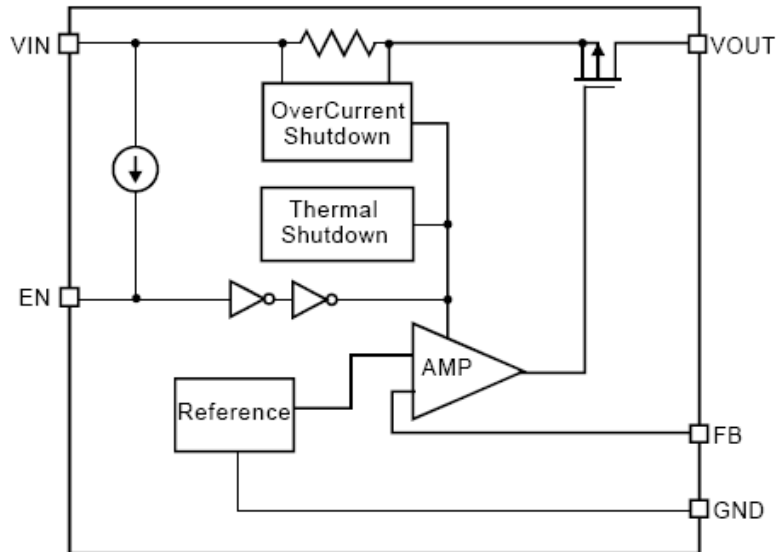 VIN
VOUT
OverCurrent
Shutdown
Thermal
Shutdown
EN
AMP
Reference
FB
GND